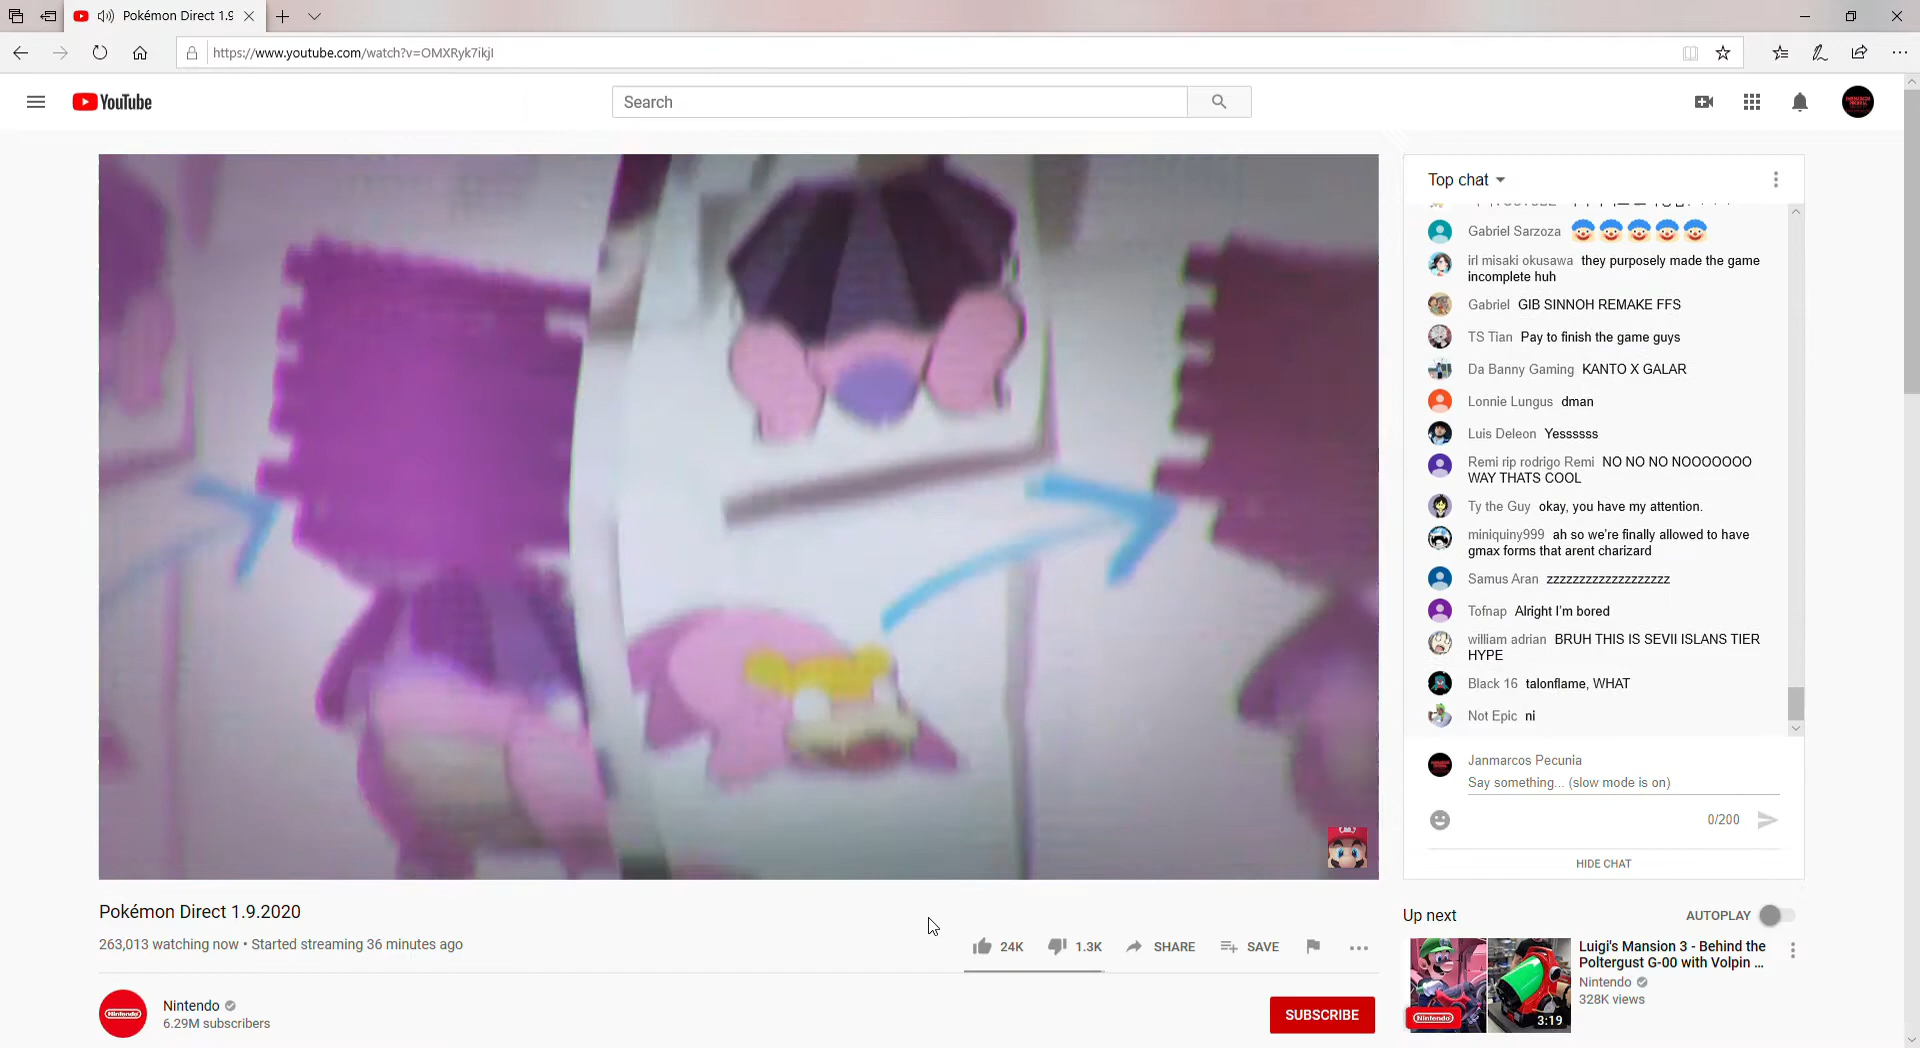 Pokémon Direct 1.9
https://www.youtube.com/watch?v=OMXRyk7ikjI
YouTube
Search
Top chat
Gabriel Sarzoza
irl misaki okusawa they purposely made the game
incomplete huh
Gabriel GIB SINNOH REMAKE FFS
TS Tian Pay to finish the game guys
Da Banny Gaming KANTO X GALAR
Lonnie Lungus dman
Luis Deleon Yessssss
Remi rip rodrigo Remi NO NO NO NOOOOOOO
WAY THATS COOL
Ty the Guy okay, you have my attention.
miniquiny999 ah so we're finally allowed to have
gmax forms that arent charizard
Samus Aran zzzzzzzzzzzzzzzzzzz
Tofnap Alright I'm bored
william adrian BRUH THIS IS SEVII ISLANS TIER
HYPE
Black 16 talonflame, WHAT
Not Epic ni
Janmarcos Pecunia
Say something... (slow mode is on)
0/200
HIDE CHAT
Pokémon Direct 1.9.2020
263,013 watching now • Started streaming 36 minutes ago
24K 1.3K SHARE SAVE
Nintendo
Nintendo
6.29M subscribers
SUBSCRIBE
Up next AUTOPLAY
Luigi's Mansion 3 - Behind the
Poltergust G-00 with Volpin ...
Nintendo
328K views
Nintendo
3:19